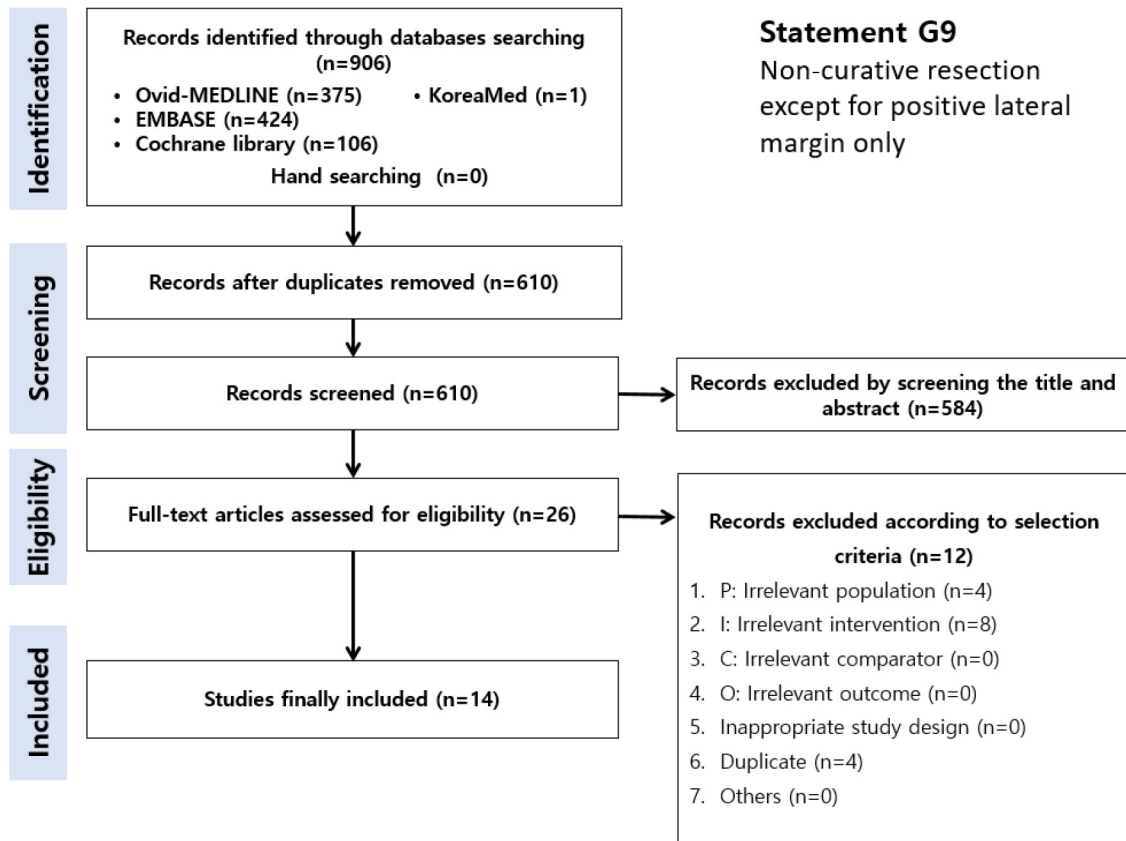 Identification
Records identified through databases searching
(n=906)
• Ovid-MEDLINE (n=375) • KoreaMed (n=1)
• EMBASE (n=424)
• Cochrane library (n=106)
Hand searching (n=0)
Statement G9
Non-curative resection
except for positive lateral
margin only
Screening
Records after duplicates removed (n=610)
Records screened (n=610)
Records excluded by screening the title and
abstract (n=584)
Eligibility
Full-text articles assessed for eligibility (n=26)
Records excluded according to selection
criteria (n=12)
1. P: Irrelevant population (n=4)
2. I: Irrelevant intervention (n=8)
3. C: Irrelevant comparator (n=0)
4. O: Irrelevant outcome (n=0)
5. Inappropriate study design (n=0)
6. Duplicate (n=4)
7. Others (n=0)
Included
Studies finally included (n=14)